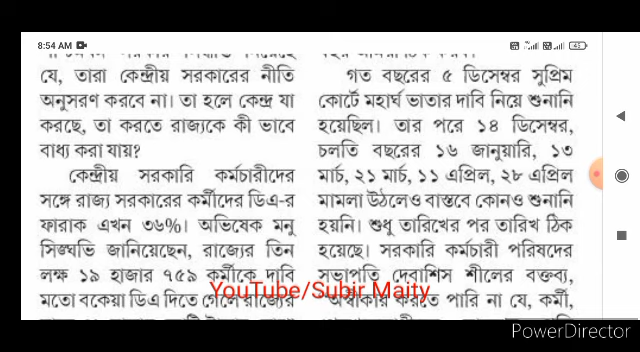 8:54 AM
যে, তারা কেন্দ্রীয় সরকারের নীতি
অনুসরণ করবে না। তা হলে কেন্দ্র যা
করছে, তা করতে রাজ্যকে কী ভাবে
বাধ্য করা যায়?
কেন্দ্রীয় সরকারি কর্মচারীদের
সঙ্গে রাজ্য সরকারের কর্মীদের ডিএ-র
ফারাক এখন ৩৬%। অভিষেক মনু
সিঙ্ঘভি জানিয়েছেন, রাজ্যের তিন
লক্ষ ১৯ হাজার ৭৫৯ কর্মীকে দাবি
মতো বকেয়া ডিএ দিতে গেলে রাজ্যের
গত বছরের ৫ ডিসেম্বর সুপ্রিম
কোর্টে মহার্ঘ ভাতার দাবি নিয়ে শুনানি
হয়েছিল। তার পরে ১৪ ডিসেম্বর,
চলতি বছরের ১৬ জানুয়ারি, ১৩
মার্চ, ২১ মার্চ, ১১ এপ্রিল, ২৮ এপ্রিল
মামলা উঠলেও বাস্তবে কোনও শুনানি
হয়নি। শুধু তারিখের পর তারিখ ঠিক
হয়েছে। সরকারি কর্মচারী পরিষদের
সভাপতি দেবাশিস শীলের বক্তব্য,
“অস্বীকার করতে পারি না যে, কর্মী,
YouTube/Subir Maity
PowerDirector